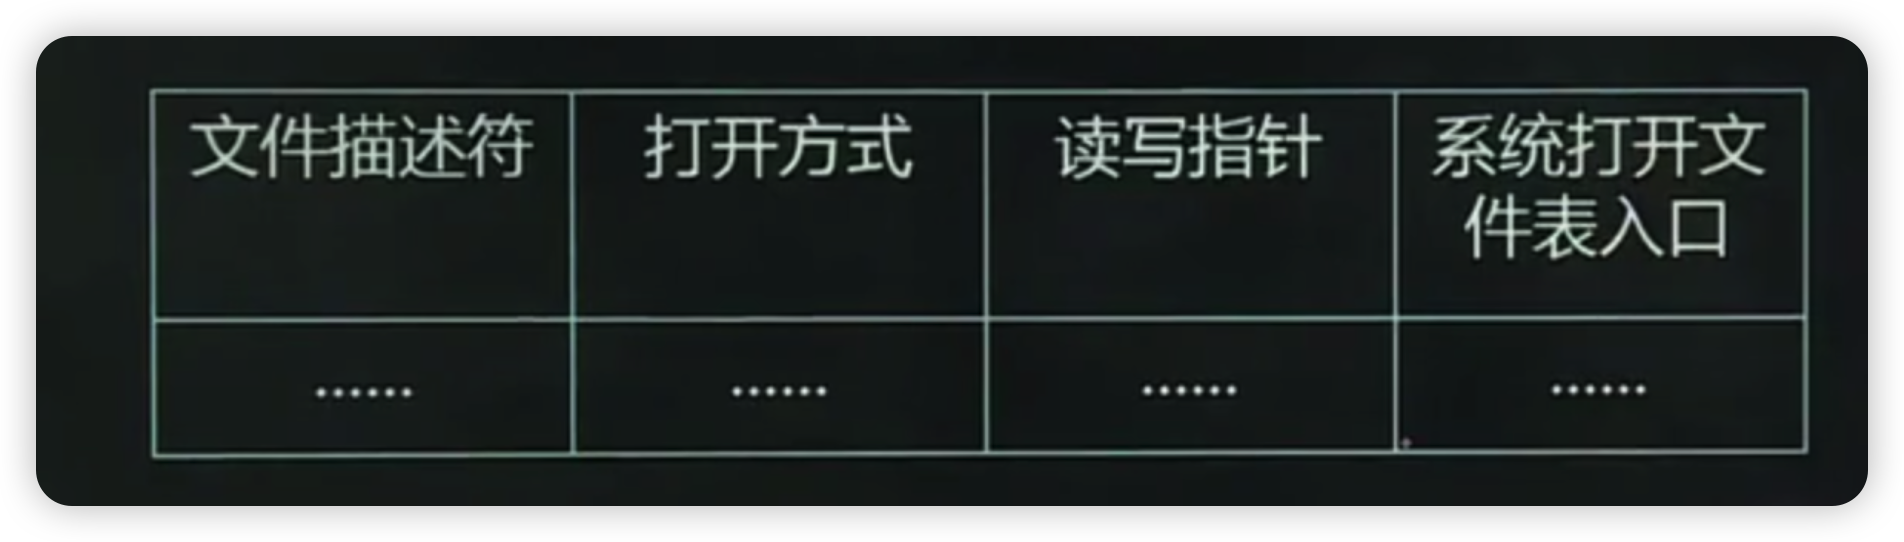 文件描述符
打开方式
读写指针
系统打开文
件表入口
……
……
……
……